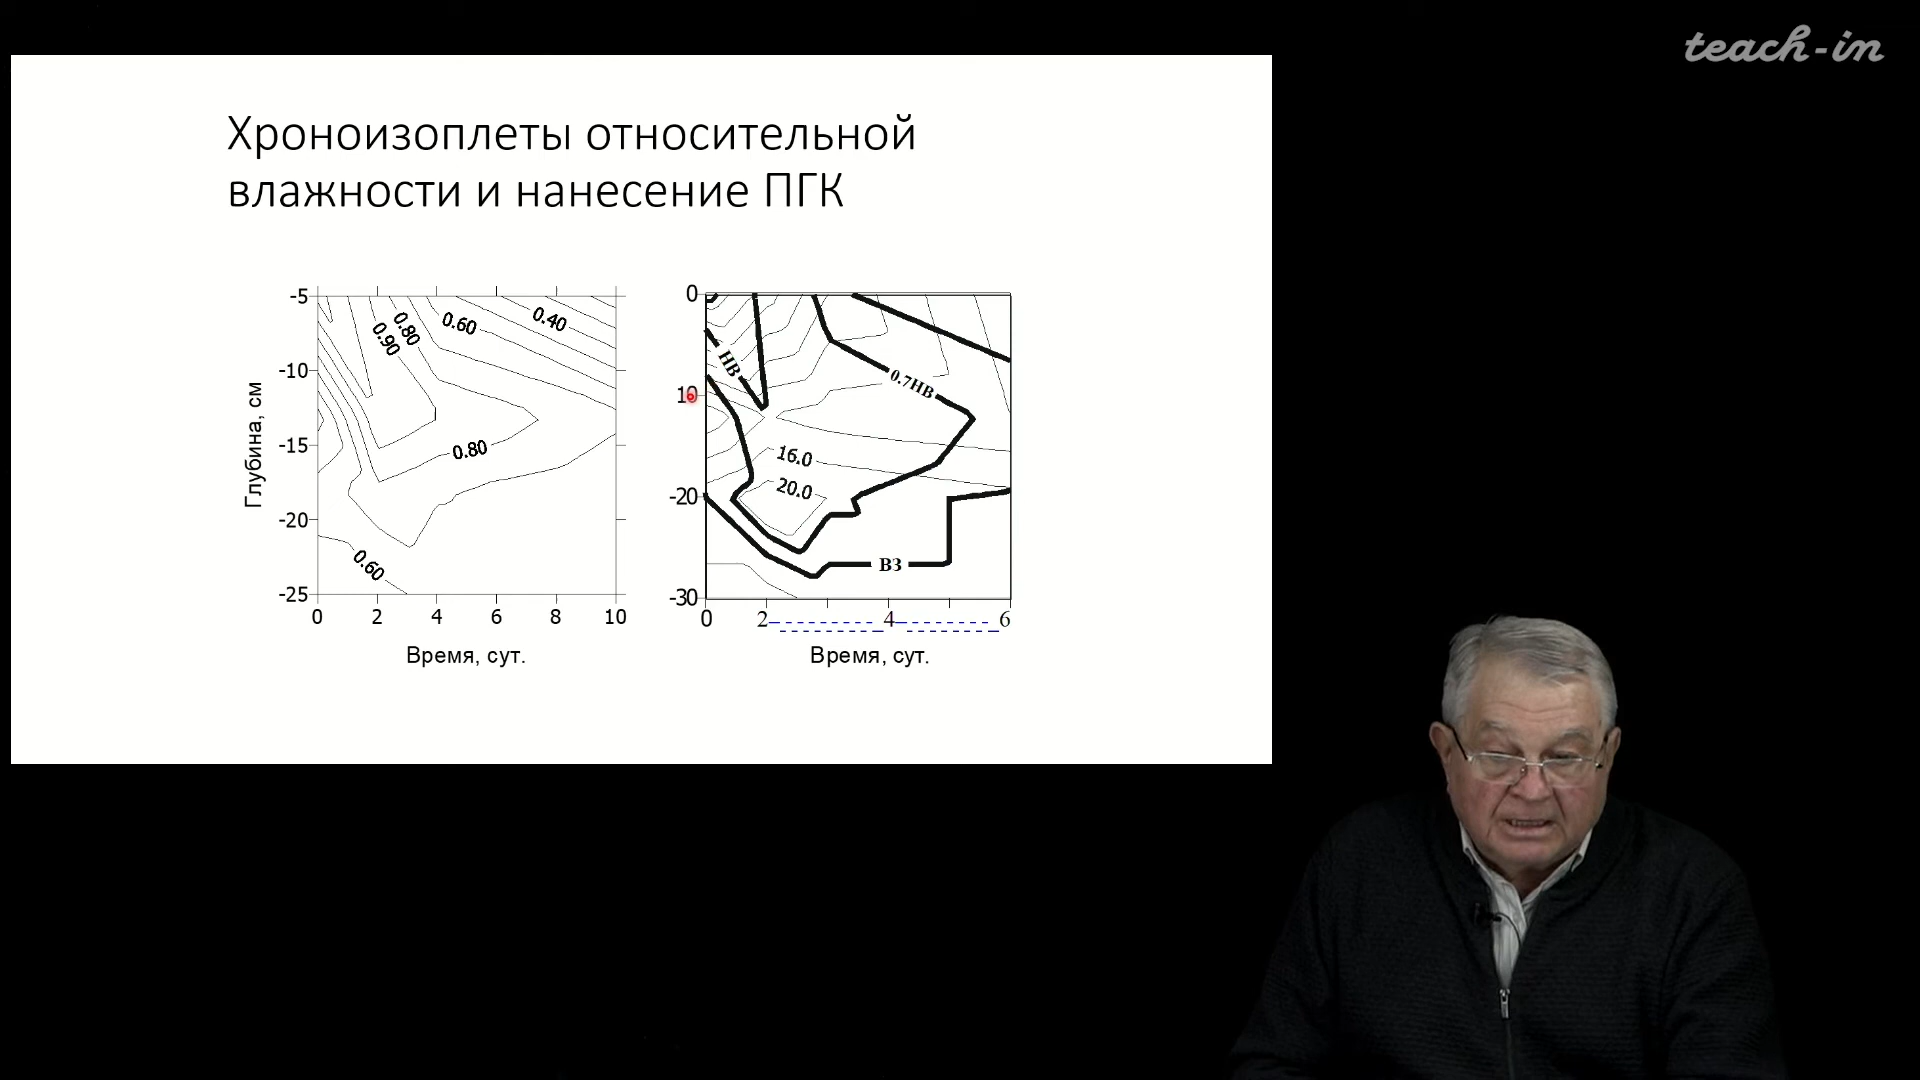 teach-in
Хроноизоплеты относительной
влажности и нанесение ПГК
Глубина, см
-5
-10
-15
-20
-25
0 2 4 6 8 10
Время, сут.
0.90
0.80
0.60
0.40
0.80
0.60
0
10
-20
-30
0 2 4 6
Время, сут.
НВ
0.7НВ
16.0
20.0
ВЗ